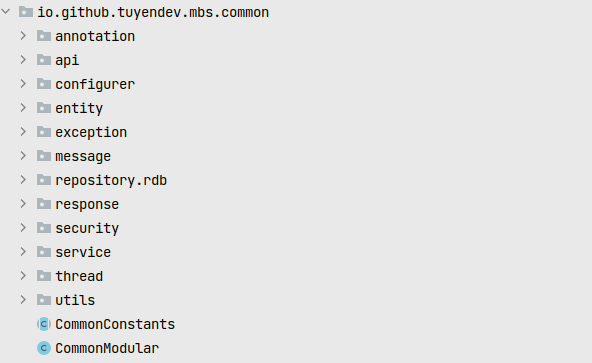 io.github.tuyendev.mbs.common
annotation
api
configurer
entity
exception
message
repository.rdb
response
security
service
thread
utils
CommonConstants
CommonModular